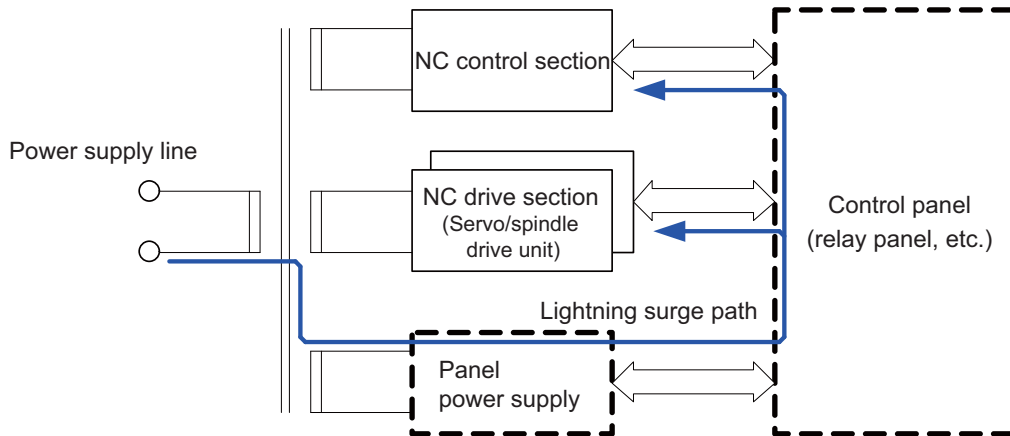 NC control section
Power supply line
NC drive section
(Servo/spindle
drive unit)
Control panel
(relay panel, etc.)
Lightning surge path
Panel
power supply